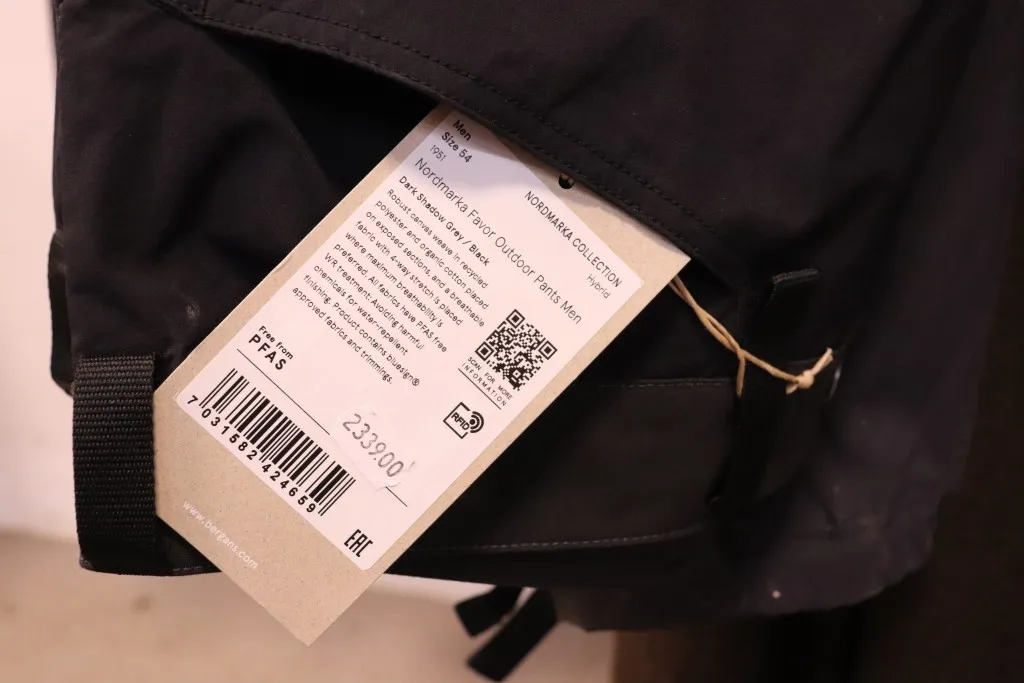 Men
Size 54
1951
NORDMARKA COLLECTION
Hybrid
Nordmarka Favor Outdoor Pants Men
Dark Shadow Grey / Black
Robust canvas weave in recycled
polyester and organic cotton placed
on exposed sections, and a breathable
fabric with 4-way stretch is placed
where maximum breathability is
preferred. All fabrics have PFAS free
WR treatment: Avoiding harmful
chemicals for water-repellent
finishing. Product contains bluesign®
approved fabrics and trimmings.
SCAN FOR MORE
INFORMATION
Free from
PFAS
RFID
2339,00
7 031582 424659
EAC
www.bergans.com